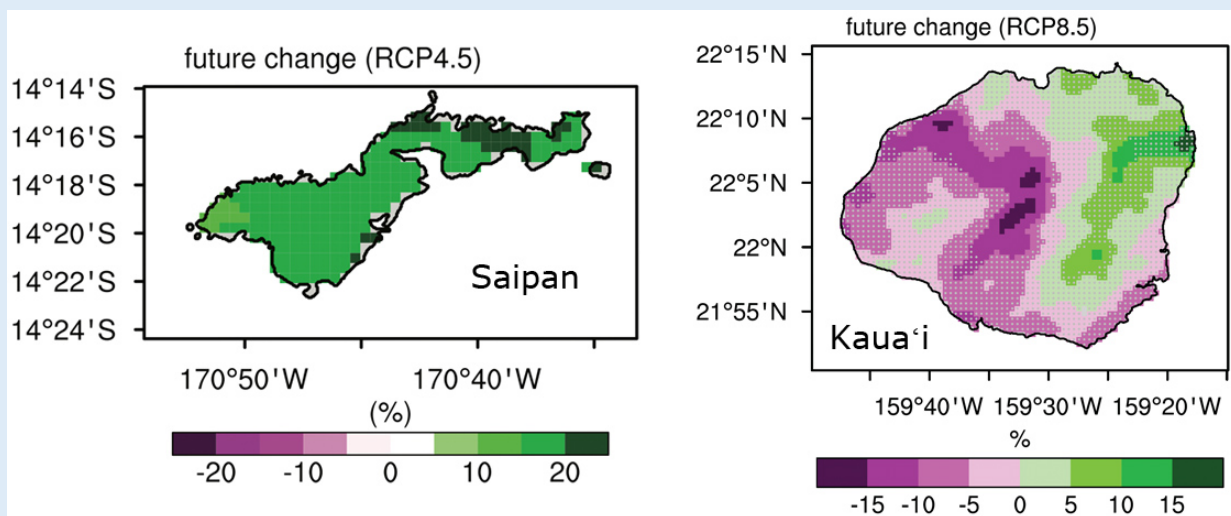 future change (RCP4.5)
14°14'S
14°16'S
14°18'S
14°20'S
14°22'S
14°24'S
Saipan
170°50'W 170°40'W
(%)
-20 -10 0 10 20
future change (RCP8.5)
22°15'N
22°10'N
22°5'N
22°N
21°55'N
Kauaʻi
159°40'W 159°30'W 159°20'W
%
-15 -10 -5 0 5 10 15